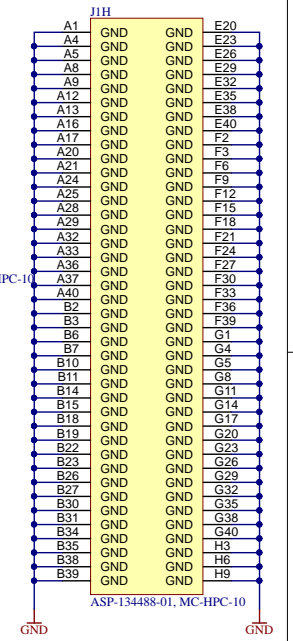 J1H
A1 GND GND E20
A4 GND GND E23
A5 GND GND E26
A8 GND GND E29
A9 GND GND E32
A12 GND GND E35
A13 GND GND E38
A16 GND GND E40
A17 GND GND F2
A20 GND GND F3
A21 GND GND F6
A24 GND GND F9
A25 GND GND F12
A28 GND GND F15
A29 GND GND F18
A32 GND GND F21
A33 GND GND F24
A36 GND GND F27
HPC-10 A37 GND GND F30
A40 GND GND F33
B2 GND GND F36
B3 GND GND F39
B6 GND GND G1
B7 GND GND G4
B10 GND GND G5
B11 GND GND G8
B14 GND GND G11
B15 GND GND G14
B18 GND GND G17
B19 GND GND G20
B22 GND GND G23
B23 GND GND G26
B26 GND GND G29
B27 GND GND G32
B30 GND GND G35
B31 GND GND G38
B34 GND GND G40
B35 GND GND H3
B38 GND GND H6
B39 GND GND H9
ASP-134488-01, MC-HPC-10
GND GND